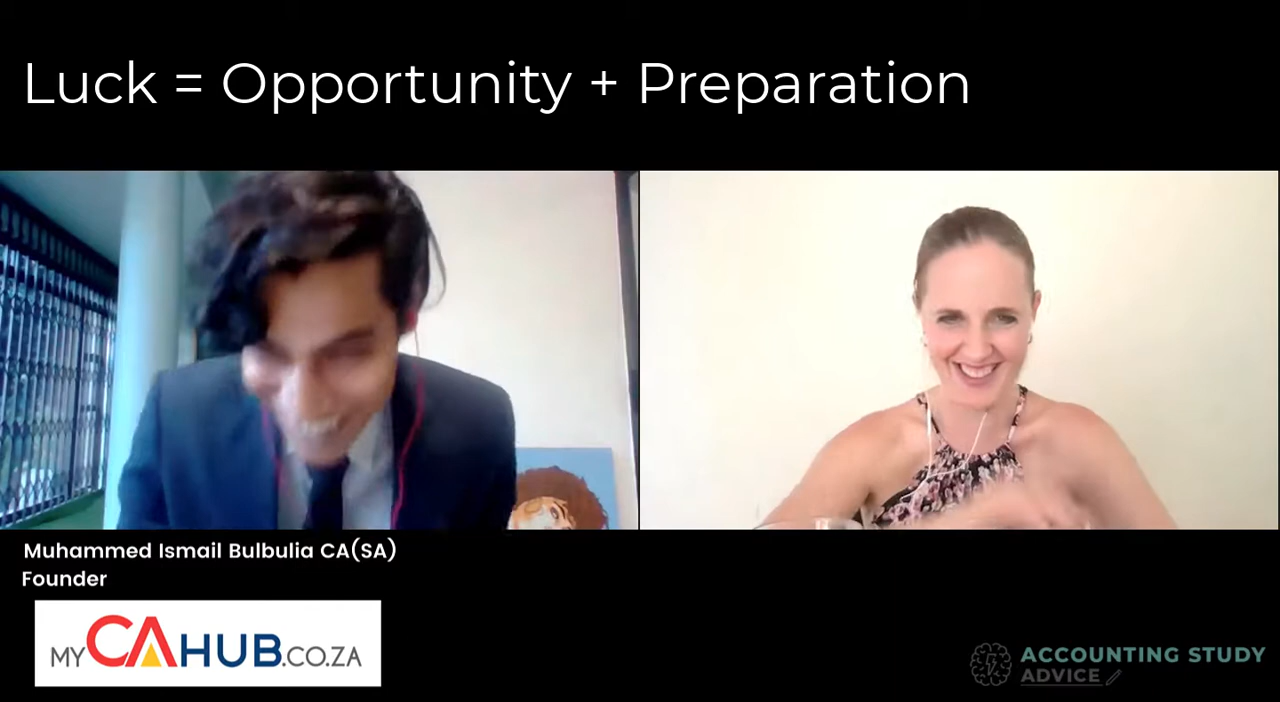 Luck = Opportunity + Preparation
Muhammed Ismail Bulbulia CA(SA)
Founder
MYCAHUB.CO.ZA
ACCOUNTING STUDY
ADVICE